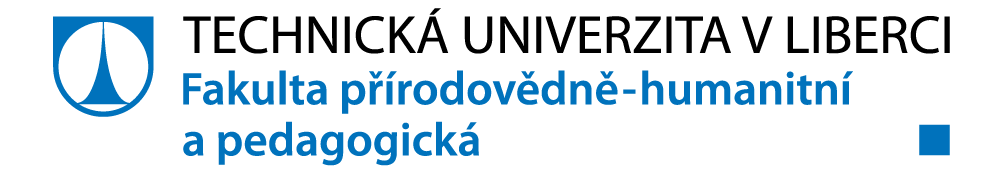 TECHNICKÁ UNIVERZITA V LIBERCI
Fakulta přírodovědně-humanitní
a pedagogická